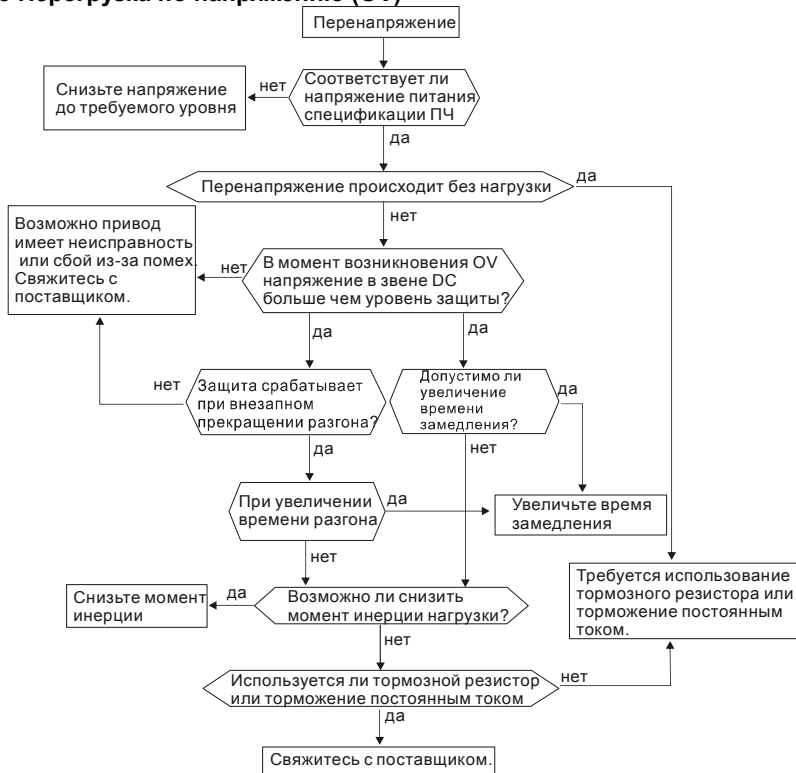 Перенапряжение
Соответствует ли
напряжение питания
спецификации ПЧ
нет
Снизьте напряжение
до требуемого уровня
да
Перенапряжение происходит без нагрузки
да
нет
Возможно привод
имеет неисправность
или сбой из-за помех.
Свяжитесь с
поставщиком.
нет
В момент возникновения OV
напряжение в звене DC
больше чем уровень защиты?
да
да
нет
Защита срабатывает
при внезапном
прекращении разгона?
Допустимо ли
увеличение
времени
замедления?
да
да
нет
При увеличении
времени разгона
да
Увеличьте время
замедления
нет
Снизьте момент
инерции
да
Возможно ли снизить
момент инерции нагрузки?
Требуется использование
тормозного резистора или
торможение постоянным
током.
нет
Используется ли тормозной резистор
или торможение постоянным током
нет
да
Свяжитесь с поставщиком.